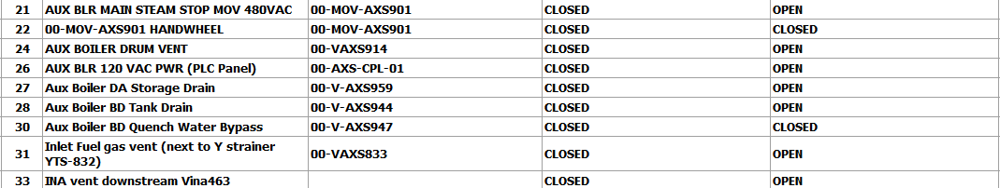 21 AUX BLR MAIN STEAM STOP MOV 480VAC 00-MOV-AXS901 CLOSED OPEN
22 00-MOV-AXS901 HANDWHEEL 00-MOV-AXS901 CLOSED CLOSED
24 AUX BOILER DRUM VENT 00-VAXS914 CLOSED OPEN
26 AUX BLR 120 VAC PWR (PLC Panel) 00-AXS-CPL-01 CLOSED OPEN
27 Aux Boiler DA Storage Drain 00-V-AXS959 CLOSED OPEN
28 Aux Boiler BD Tank Drain 00-V-AXS944 CLOSED OPEN
30 Aux Boiler BD Quench Water Bypass 00-V-AXS947 CLOSED CLOSED
31 Inlet Fuel gas vent (next to Y strainer 00-VAXS833 CLOSED OPEN
YTS-832)
33 INA vent downstream Vina463 CLOSED OPEN